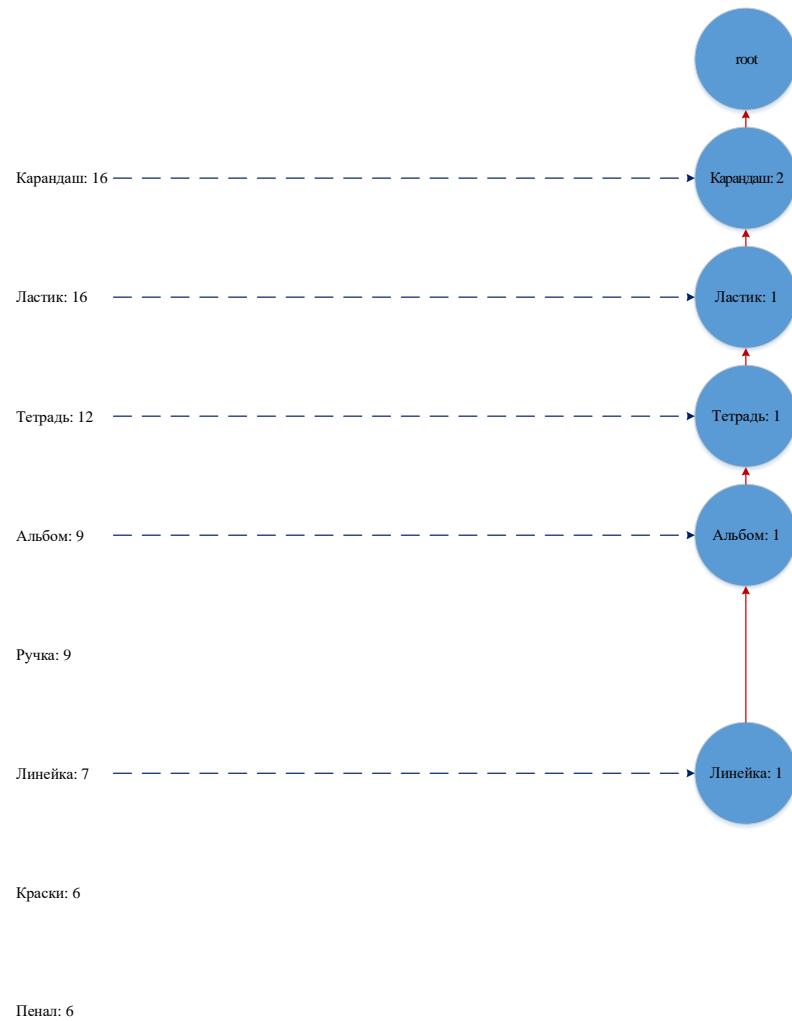 root
Карандаш: 16
Карандаш: 2
Ластик: 16
Ластик: 1
Тетрадь: 12
Тетрадь: 1
Альбом: 9
Альбом: 1
Ручка: 9
Линейка: 7
Линейка: 1
Краски: 6
Пенал: 6